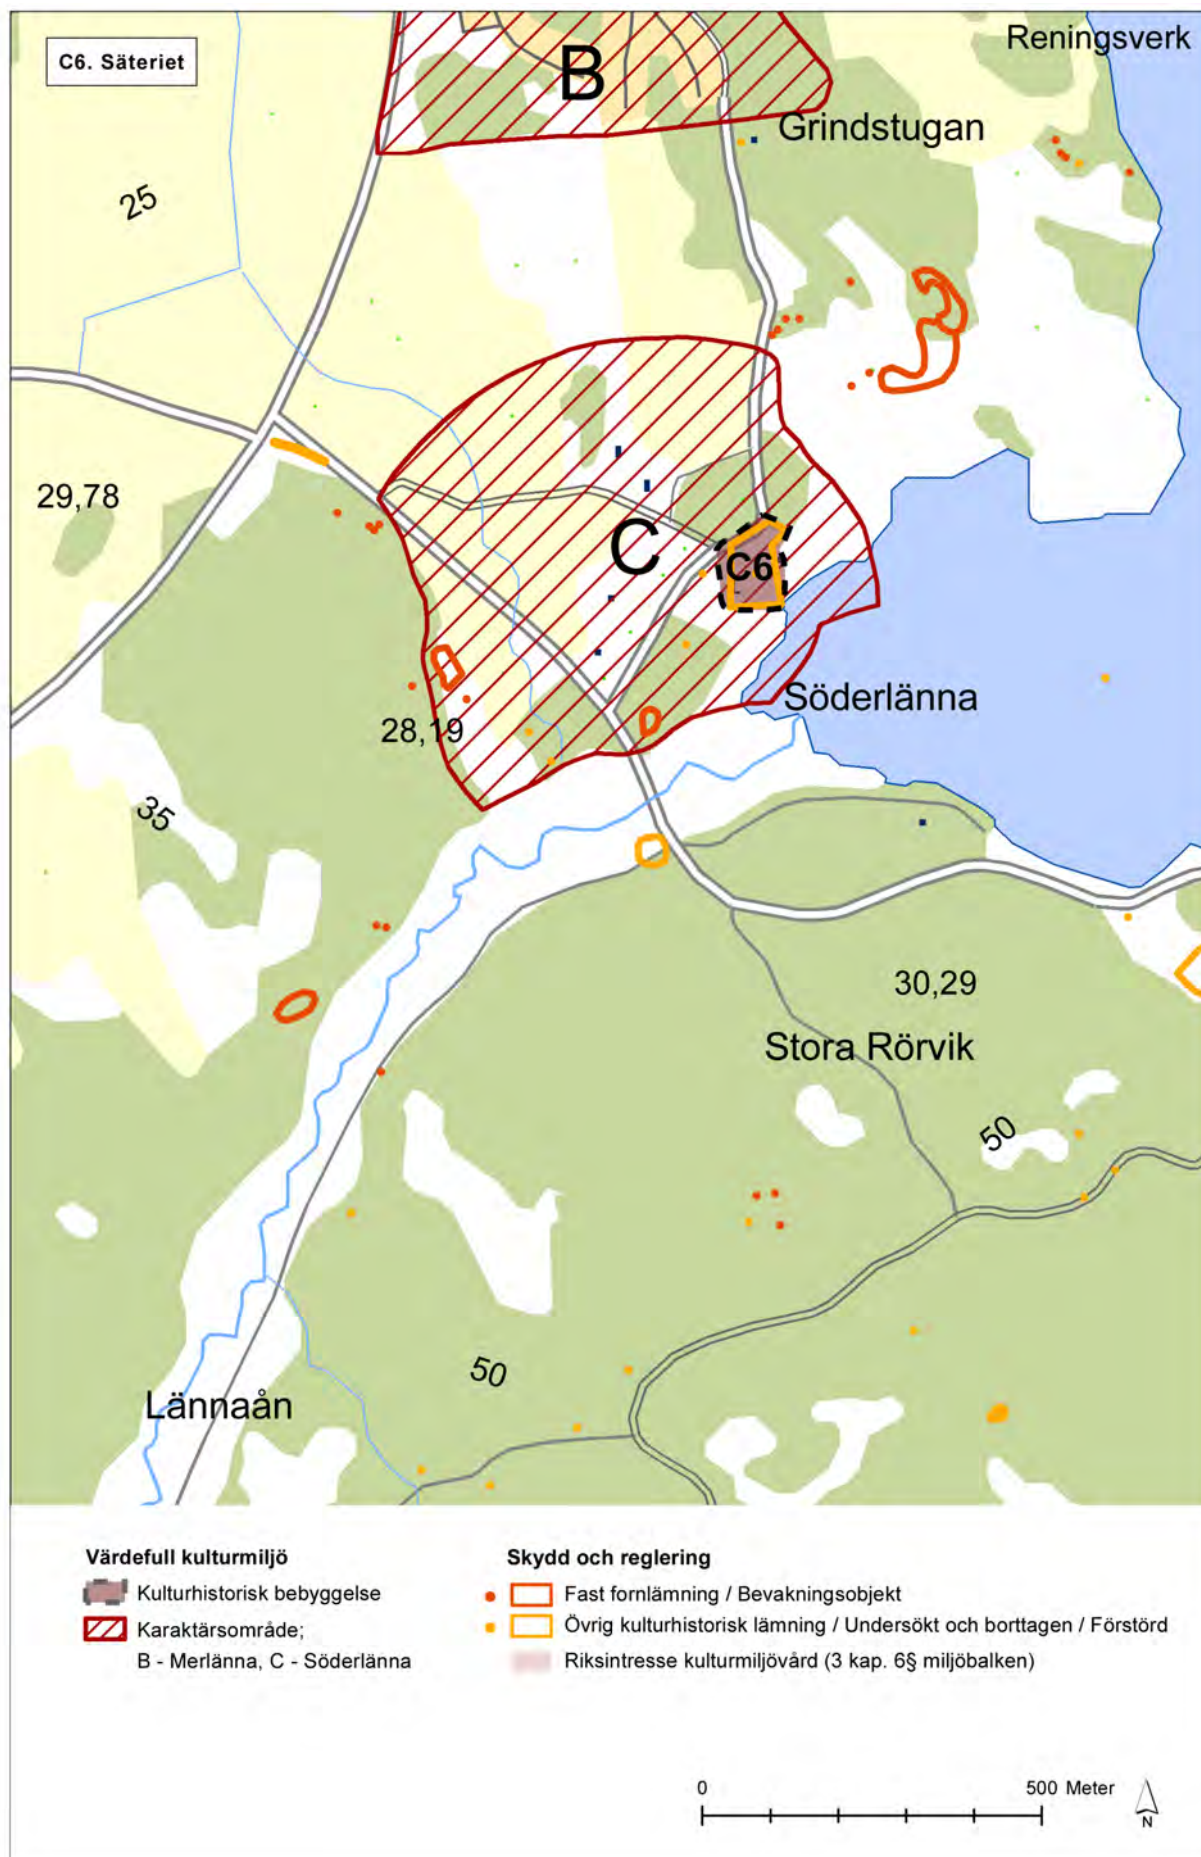 Reningsverk
C6. Säteriet
B
Grindstugan
25
29,78
C
C6
Söderlänna
28,19
35
30,29
Stora Rörvik
50
50
Lännaån
Värdefull kulturmiljö
Kulturhistorisk bebyggelse
Karaktärsområde;
B - Merlänna, C - Söderlänna
Skydd och reglering
Fast fornlämning / Bevakningsobjekt
Övrig kulturhistorisk lämning / Undersökt och borttagen / Förstörd
Riksintresse kulturmiljövård (3 kap. 6§ miljöbalken)
0 500 Meter
N